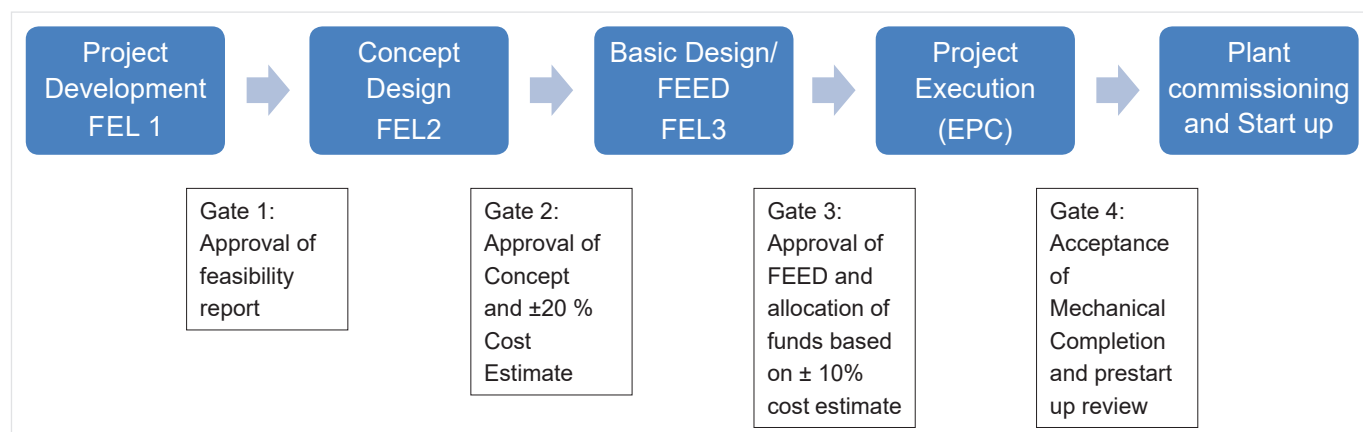 Project
Development
FEL 1
Concept
Design
FEL2
Basic Design/
FEED
FEL3
Project
Execution
(EPC)
Plant
commissioning
and Start up
Gate 1:
Approval of
feasibility
report
Gate 2:
Approval of
Concept
and ±20 %
Cost
Estimate
Gate 3:
Approval of
FEED and
allocation of
funds based
on ± 10%
cost estimate
Gate 4:
Acceptance
of
Mechanical
Completion
and prestart
up review